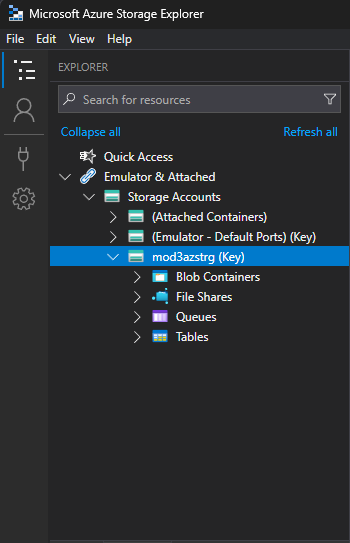 Microsoft Azure Storage Explorer
File Edit View Help
EXPLORER
Search for resources
Collapse all Refresh all
Quick Access
Emulator & Attached
Storage Accounts
(Attached Containers)
(Emulator - Default Ports) (Key)
mod3azstrg (Key)
Blob Containers
File Shares
Queues
Tables